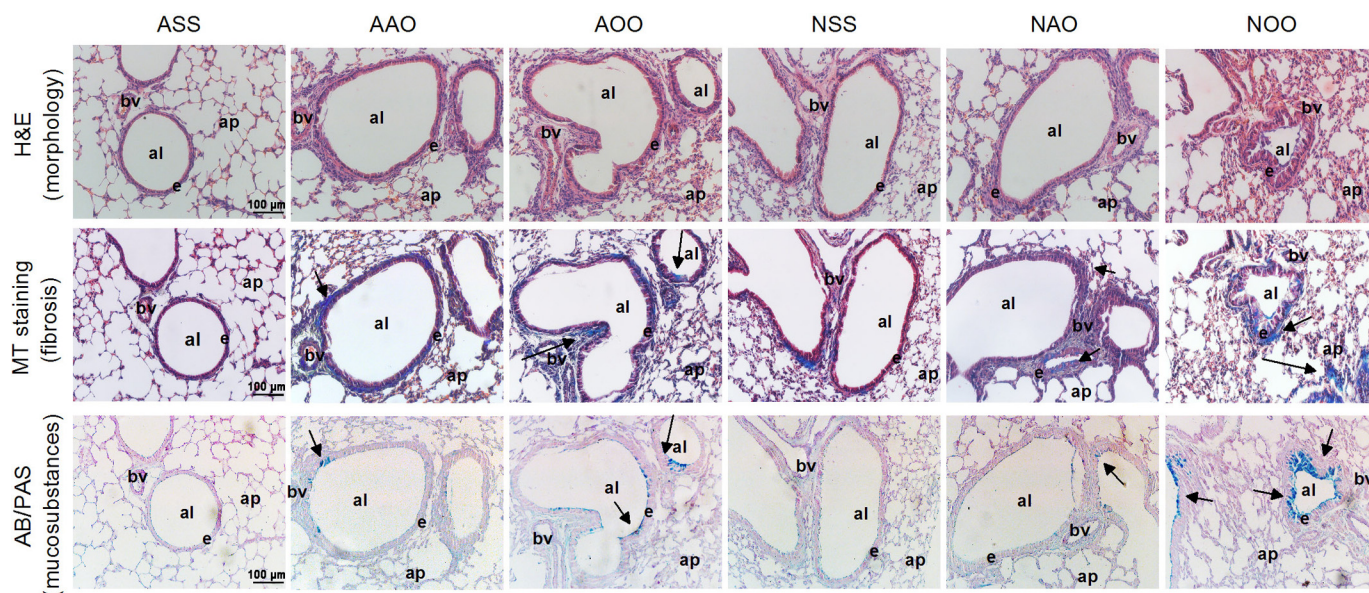 ASS AAO AOO NSS NAO NOO
H&E
(morphology)
bv ap al e 100 µm
bv al e ap
al al bv e ap
bv al e ap
al bv e ap
bv al e ap
MT staining
(fibrosis)
ap bv al e 100 µm
al bv e ap
al al e bv ap
bv al e ap
al bv e ap
bv al e ap
AB/PAS
(mucosubstances)
bv ap al e 100 µm
bv al e ap
al al e bv ap
bv al e ap
al bv e ap
bv al e ap